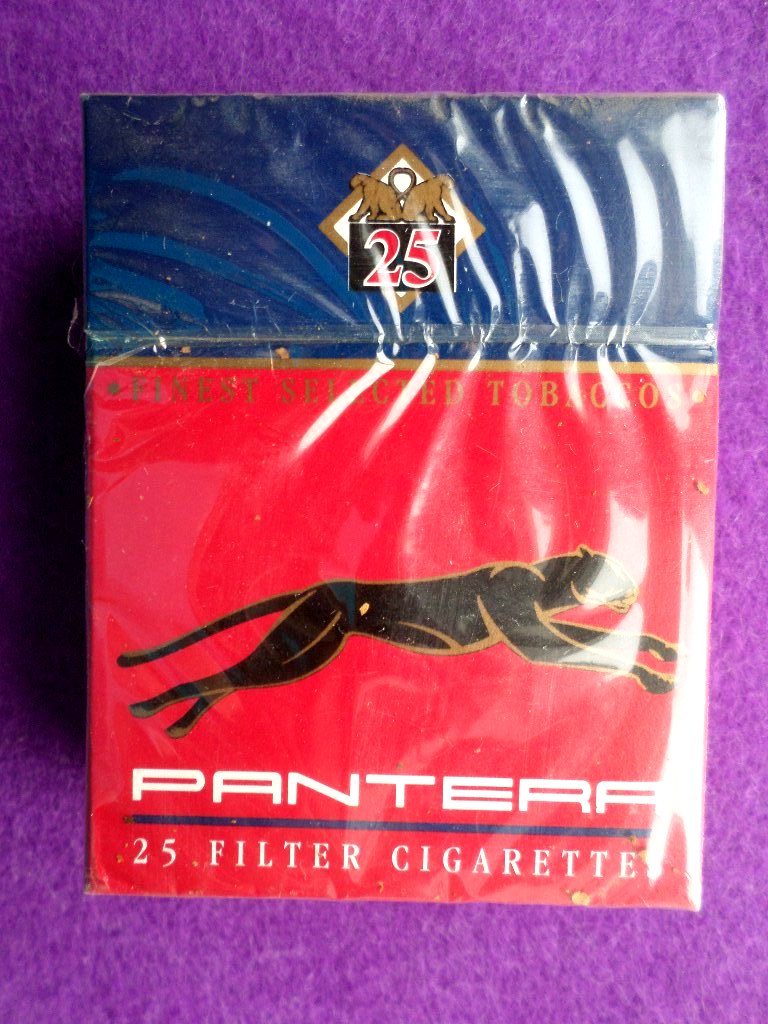 25
• FINEST SELECTED TOBACCOS •
PANTERA
25 FILTER CIGARETTES